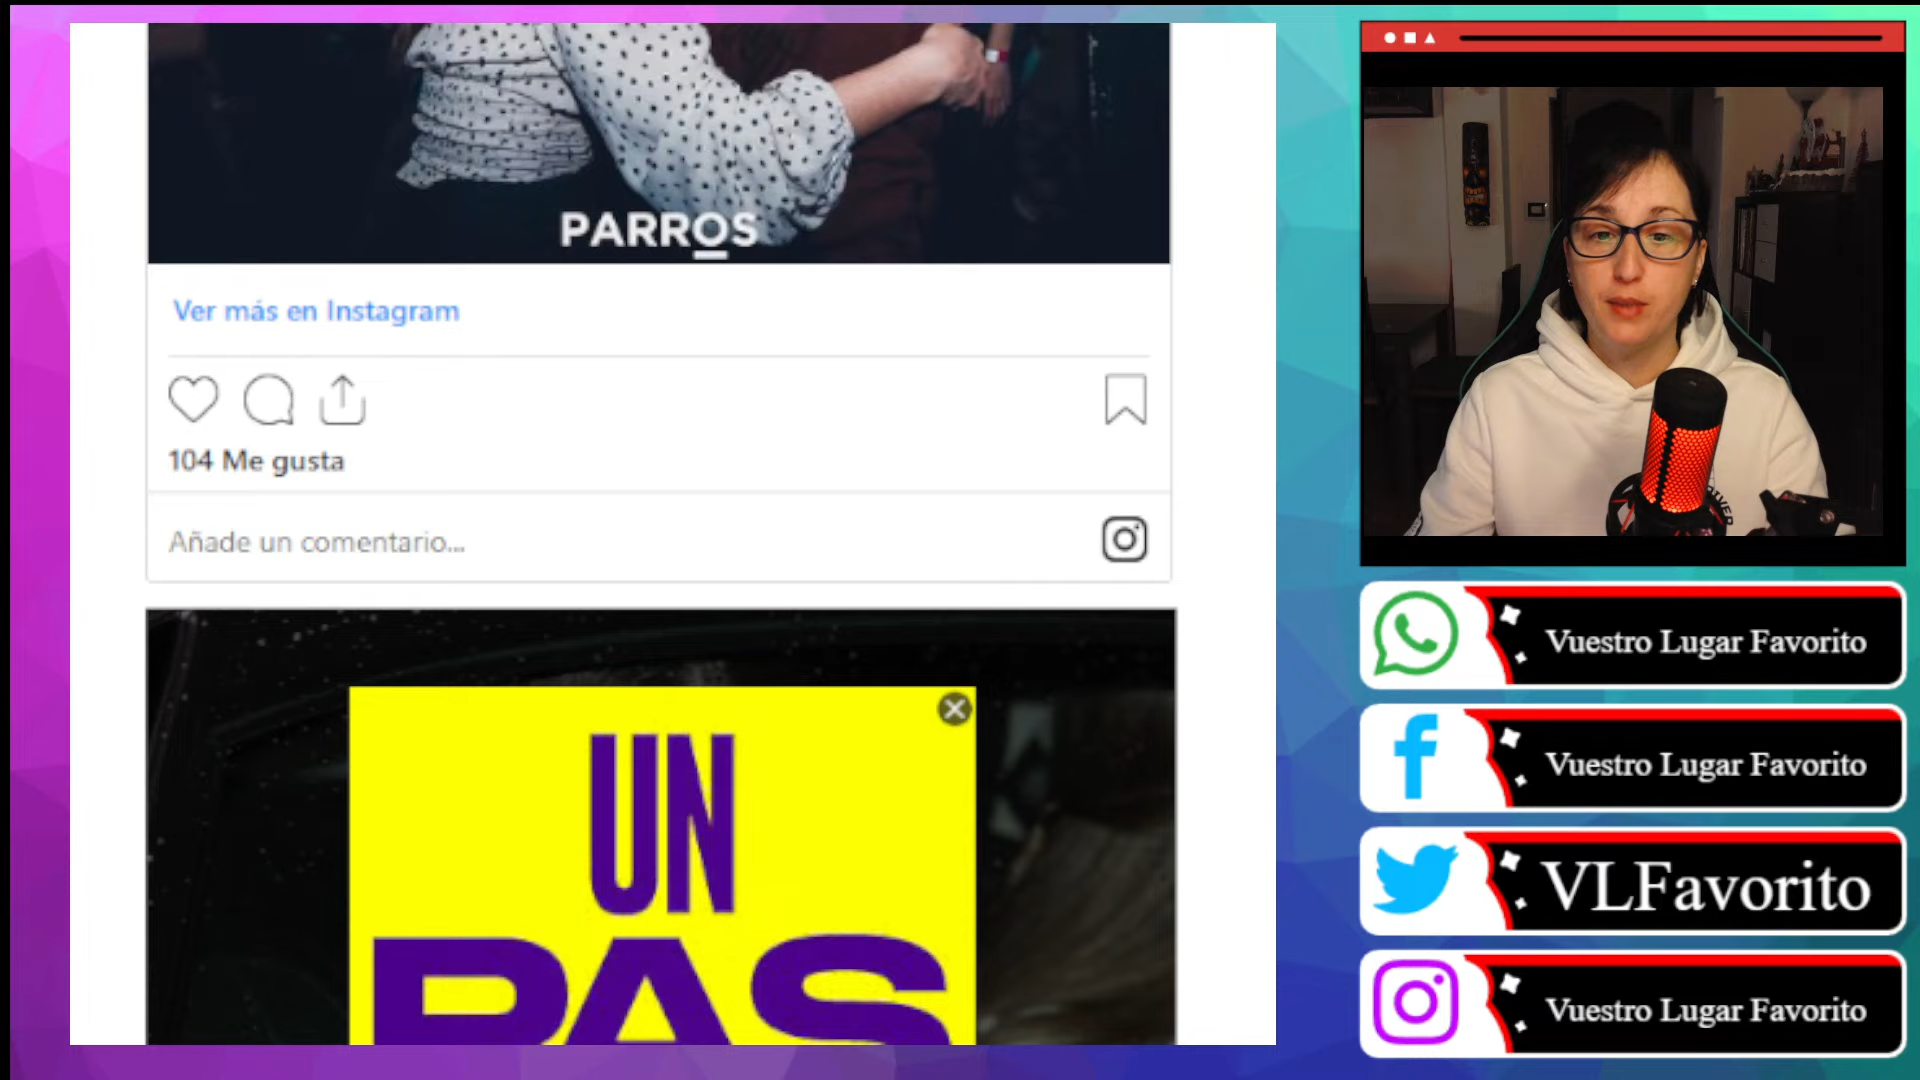 PARROS
Ver más en Instagram
104 Me gusta
Añade un comentario...
UN
PAS
Vuestro Lugar Favorito
Vuestro Lugar Favorito
VLFavorito
Vuestro Lugar Favorito